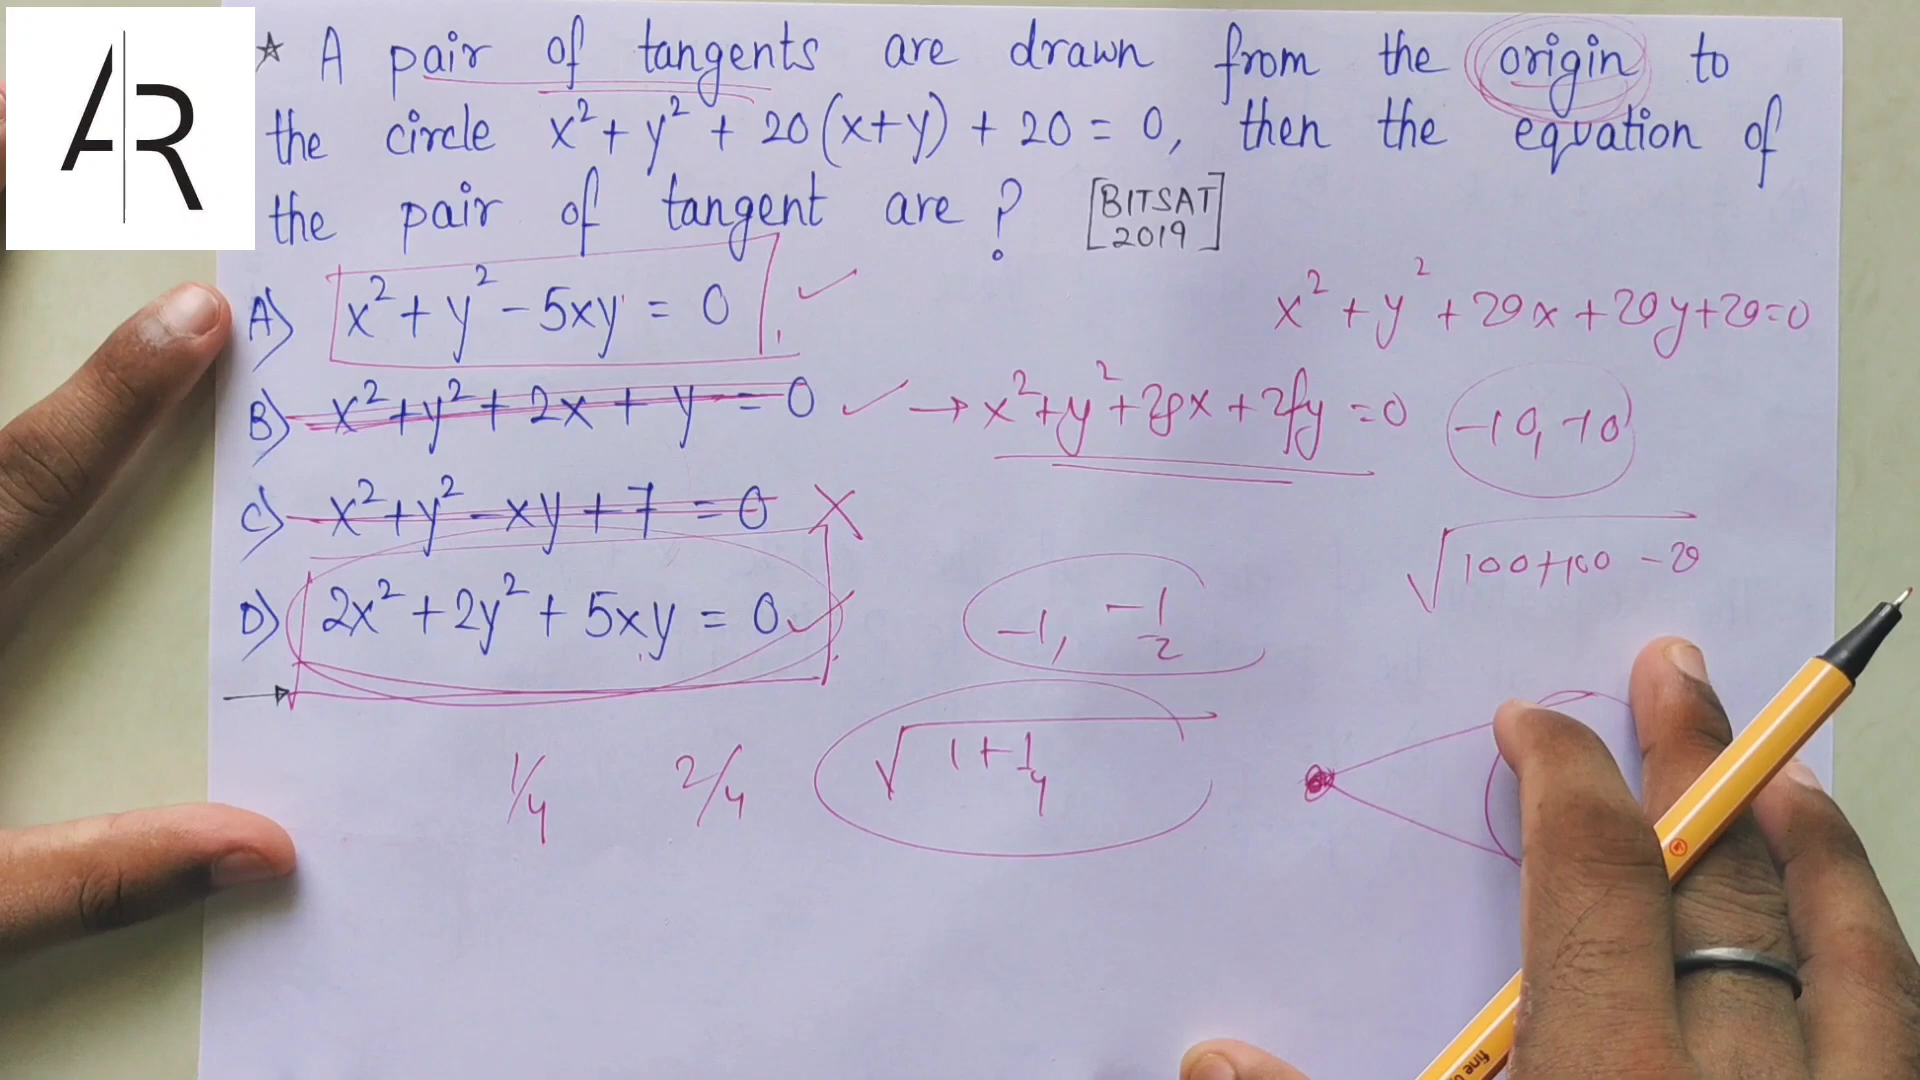 AR
☆ A pair of tangents are drawn from the origin to
the circle x² + y² + 20(x+y) + 20 = 0, then the equation of
the pair of tangent are ? [BITSAT 2019]
A) x² + y² - 5xy = 0 ✓
x² + y² + 20x + 20y + 20 = 0
B) x² + y² + 2x + y = 0 ✓ → x² + y² + 2gx + 2fy = 0
-10, -10
C) x² + y² - xy + 7 = 0 X
√100+100-20
D) 2x² + 2y² + 5xy = 0 ✓
-1, -1/2
1/4 2/4 √1+1/4
fine